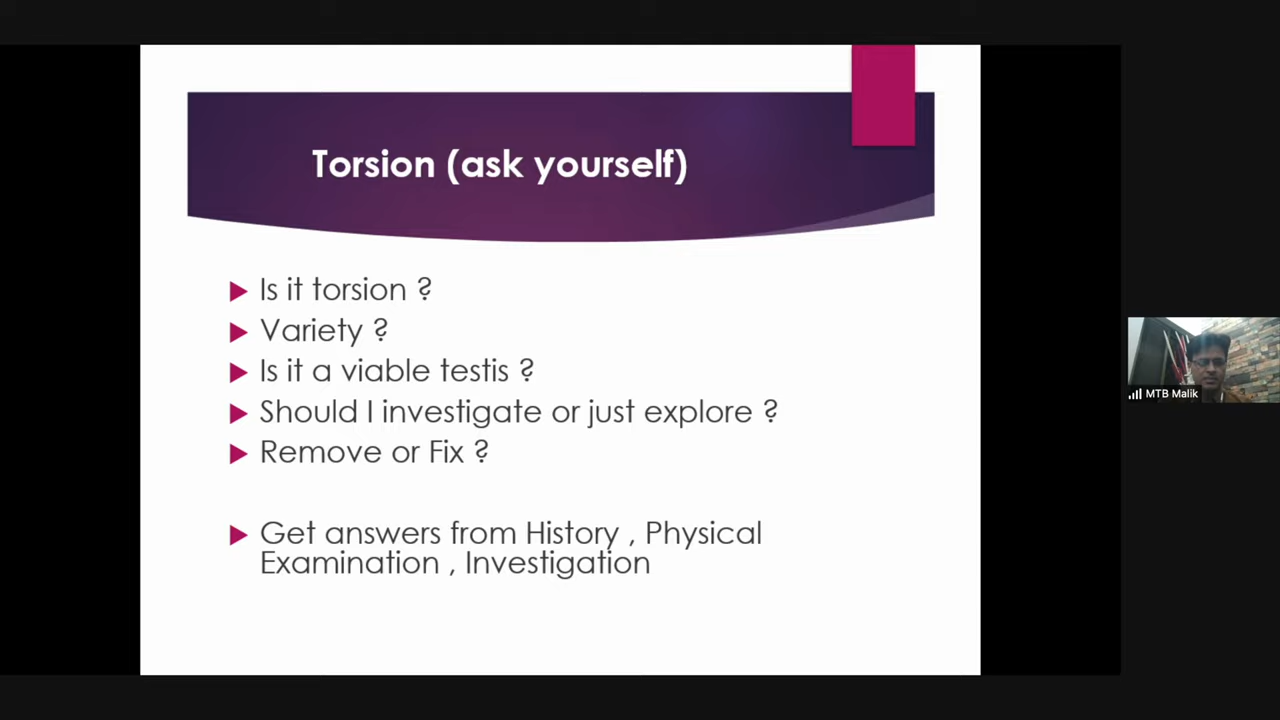 Torsion (ask yourself)
Is it torsion ?
Variety ?
Is it a viable testis ?
Should I investigate or just explore ?
Remove or Fix ?
Get answers from History , Physical
Examination , Investigation
MTB Malik